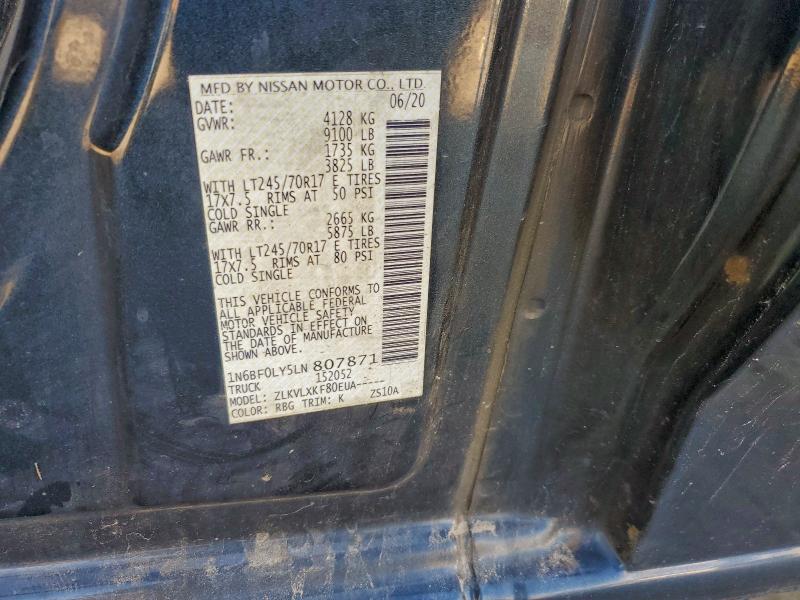 MFD BY NISSAN MOTOR CO., LTD.
DATE: 06/20
GVWR: 4128 KG
9100 LB
GAWR FR.: 1735 KG
3825 LB
WITH LT245/70R17 E TIRES
17X7.5 RIMS AT 50 PSI
COLD SINGLE
GAWR RR.: 2665 KG
5875 LB
WITH LT245/70R17 E TIRES
17X7.5 RIMS AT 80 PSI
COLD SINGLE
THIS VEHICLE CONFORMS TO
ALL APPLICABLE FEDERAL
MOTOR VEHICLE SAFETY
STANDARDS IN EFFECT ON
THE DATE OF MANUFACTURE
SHOWN ABOVE.
1N6BF0LY5LN 807871
TRUCK 152052
MODEL: ZLKVLXKF80EUA-----
COLOR: RBG TRIM: K ZS10A